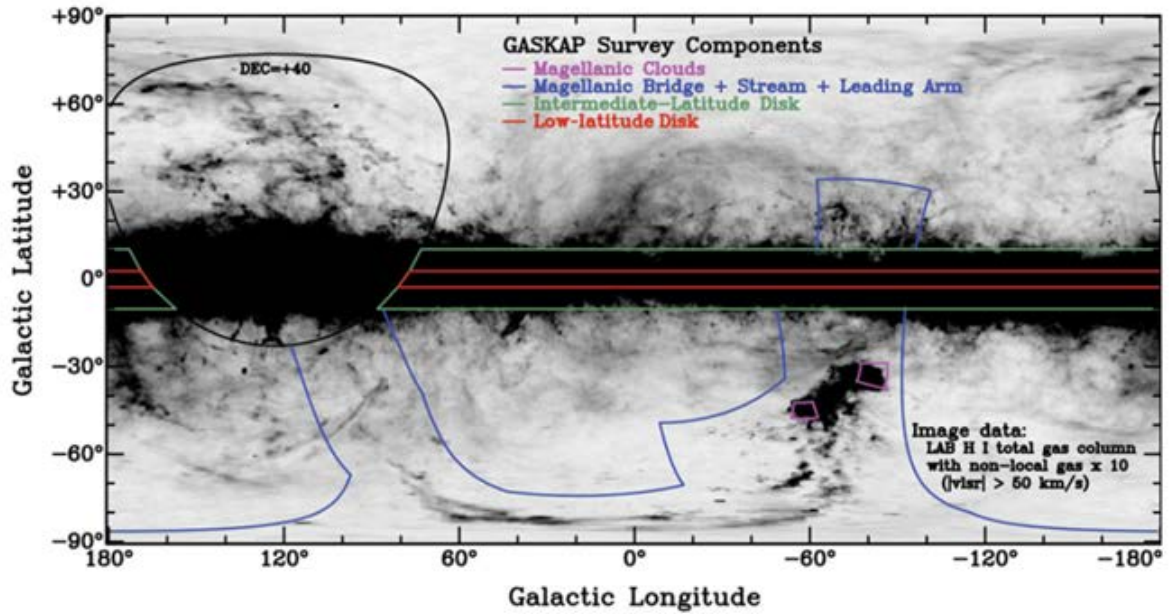 +90°
+60°
+30°
0°
−30°
−60°
−90°
Galactic Latitude
DEC=+40
GASKAP Survey Components
Magellanic Clouds
Magellanic Bridge + Stream + Leading Arm
Intermediate-Latitude Disk
Low-latitude Disk
Image data:
LAB H I total gas column
with non-local gas x 10
(|vlsr| > 50 km/s)
180° 120° 60° 0° −60° −120° −180°
Galactic Longitude